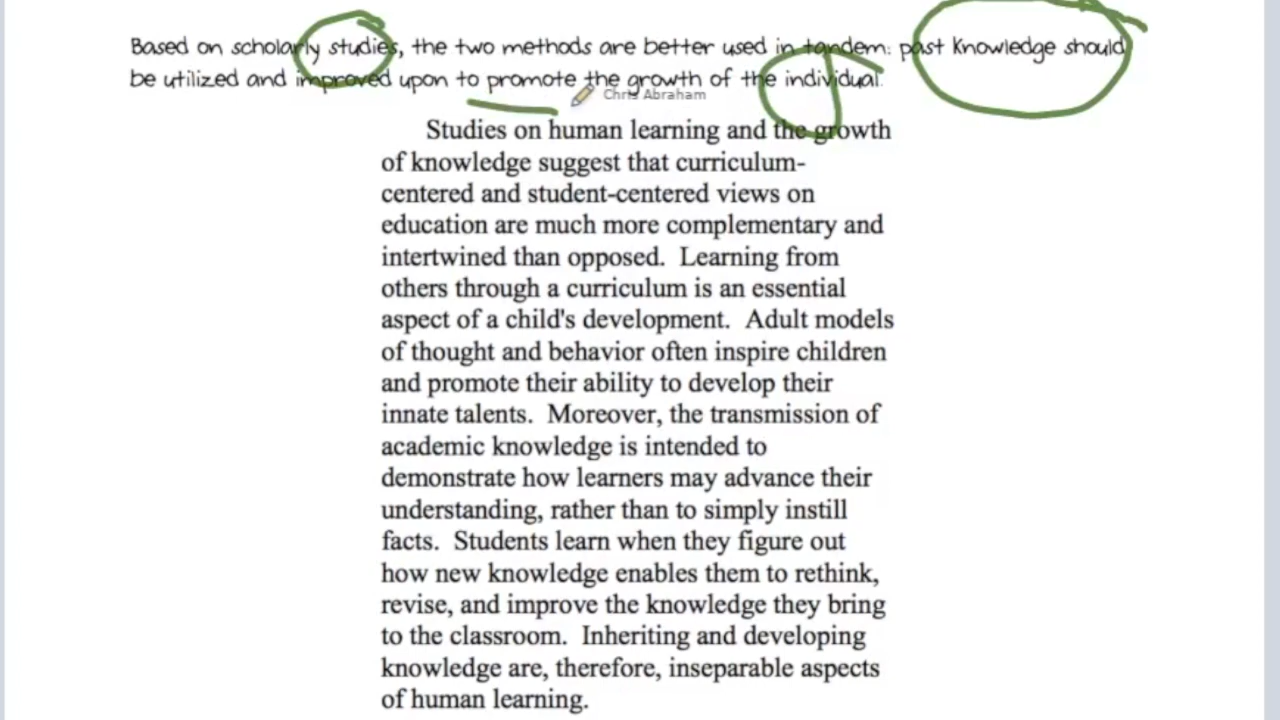 Based on scholarly studies, the two methods are better used in tandem: past knowledge should
be utilized and improved upon to promote the growth of the individual.
Chris Abraham
Studies on human learning and the growth
of knowledge suggest that curriculum-
centered and student-centered views on
education are much more complementary and
intertwined than opposed. Learning from
others through a curriculum is an essential
aspect of a child's development. Adult models
of thought and behavior often inspire children
and promote their ability to develop their
innate talents. Moreover, the transmission of
academic knowledge is intended to
demonstrate how learners may advance their
understanding, rather than to simply instill
facts. Students learn when they figure out
how new knowledge enables them to rethink,
revise, and improve the knowledge they bring
to the classroom. Inheriting and developing
knowledge are, therefore, inseparable aspects
of human learning.